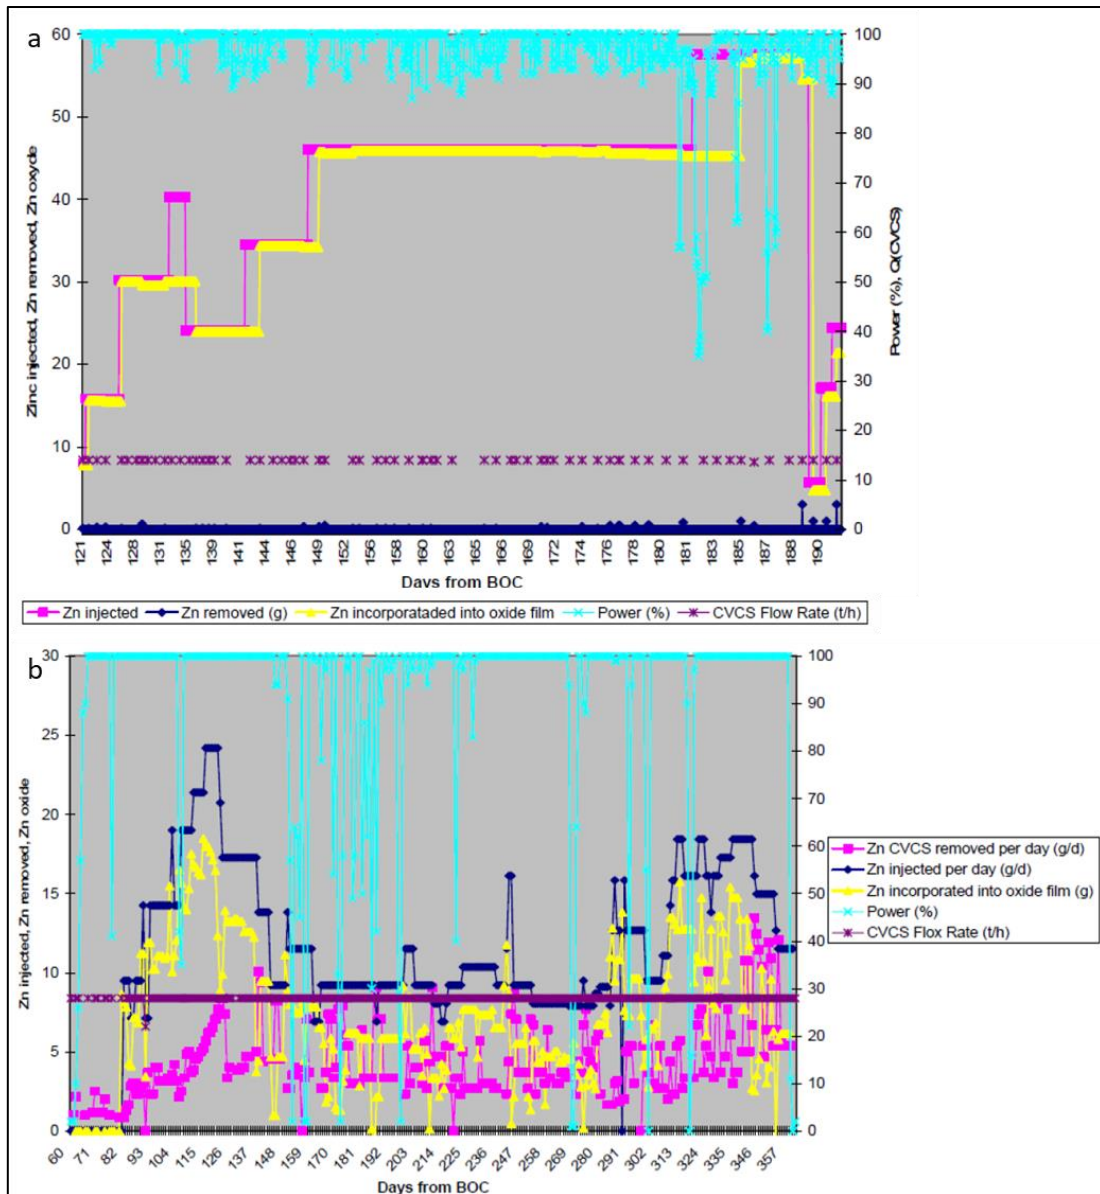 a
60
50
40
30
20
10
0
Zinc injected, Zn removed, Zn oxyde
100
90
80
70
60
50
40
30
20
10
0
Power (%), Q(CVCS)
121 124 128 131 135 139 141 144 146 149 152 156 158 160 163 166 169 171 174 176 178 180 181 183 185 187 188 190
Days from BOC
Zn injected Zn removed (g) Zn incorporataded into oxide film Power (%) CVCS Flow Rate (t/h)
b
30
25
20
15
10
5
0
Zn injected, Zn removed, Zn oxide
100
90
80
70
60
50
40
30
20
10
0
60 71 82 93 104 115 126 137 148 159 170 181 192 203 214 225 236 247 258 269 280 291 302 313 324 335 346 357
Days from BOC
Zn CVCS removed per day (g/d)
Zn injected per day (g/d)
Zn incorporated into oxide film (g)
Power (%)
CVCS Flox Rate (t/h)